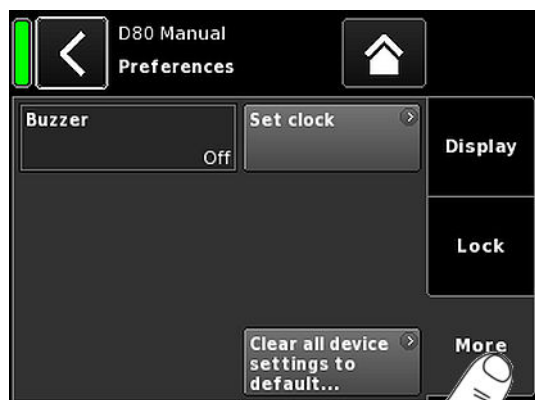 D80 Manual
Preferences
Buzzer
Off
Set clock
Display
Lock
Clear all device
settings to
default...
More